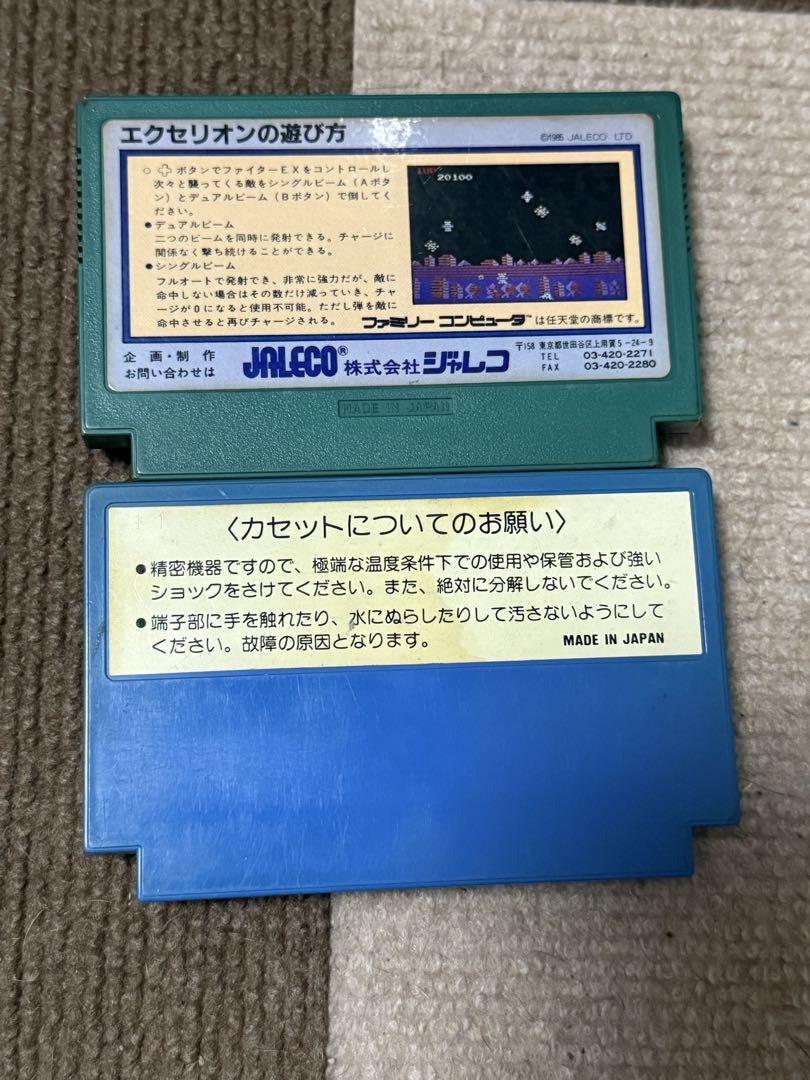 エクセリオンの遊び方
©1985 JALECO LTD
○ ボタンでファイターEXをコントロールし
次々と襲ってくる敵をシングルビーム(Aボタ
ン)とデュアルビーム(Bボタン)で倒してく
ださい。
●デュアルビーム
二つのビームを同時に発射できる。チャージに
関係なく撃ち続けることができる。
●シングルビーム
フルオートで発射でき、非常に強力だが、敵に
命中しない場合はその数だけ減っていき、チャ
ージが0になると使用不可能。ただし弾を敵に
命中させると再びチャージされる。
20100
ファミリーコンピュータ™は任天堂の商標です。
企画・制作
お問い合わせは
JALECO® 株式会社ジャレコ
〒158 東京都世田谷区上用賀5-24-9
TEL 03-420-2271
FAX 03-420-2280
MADE IN JAPAN
〈カセットについてのお願い〉
●精密機器ですので、極端な温度条件下での使用や保管および強い
ショックをさけてください。また、絶対に分解しないでください。
●端子部に手を触れたり、水にぬらしたりして汚さないようにして
ください。故障の原因となります。
MADE IN JAPAN